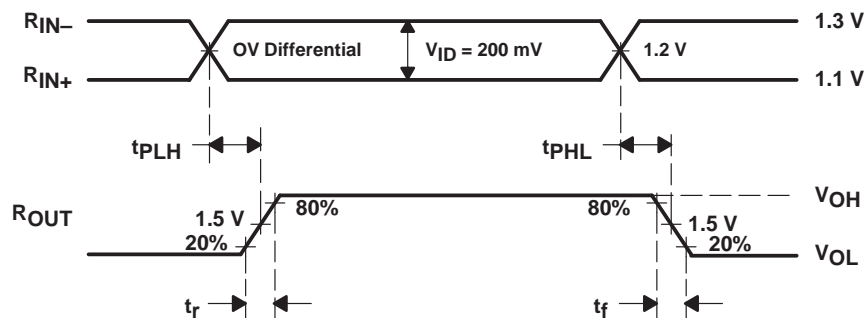 RIN– OV Differential VID = 200 mV 1.2 V 1.3 V
RIN+ 1.1 V
tPLH tPHL
ROUT 80% 80% VOH
1.5 V 1.5 V
20% 20% VOL
tr tf